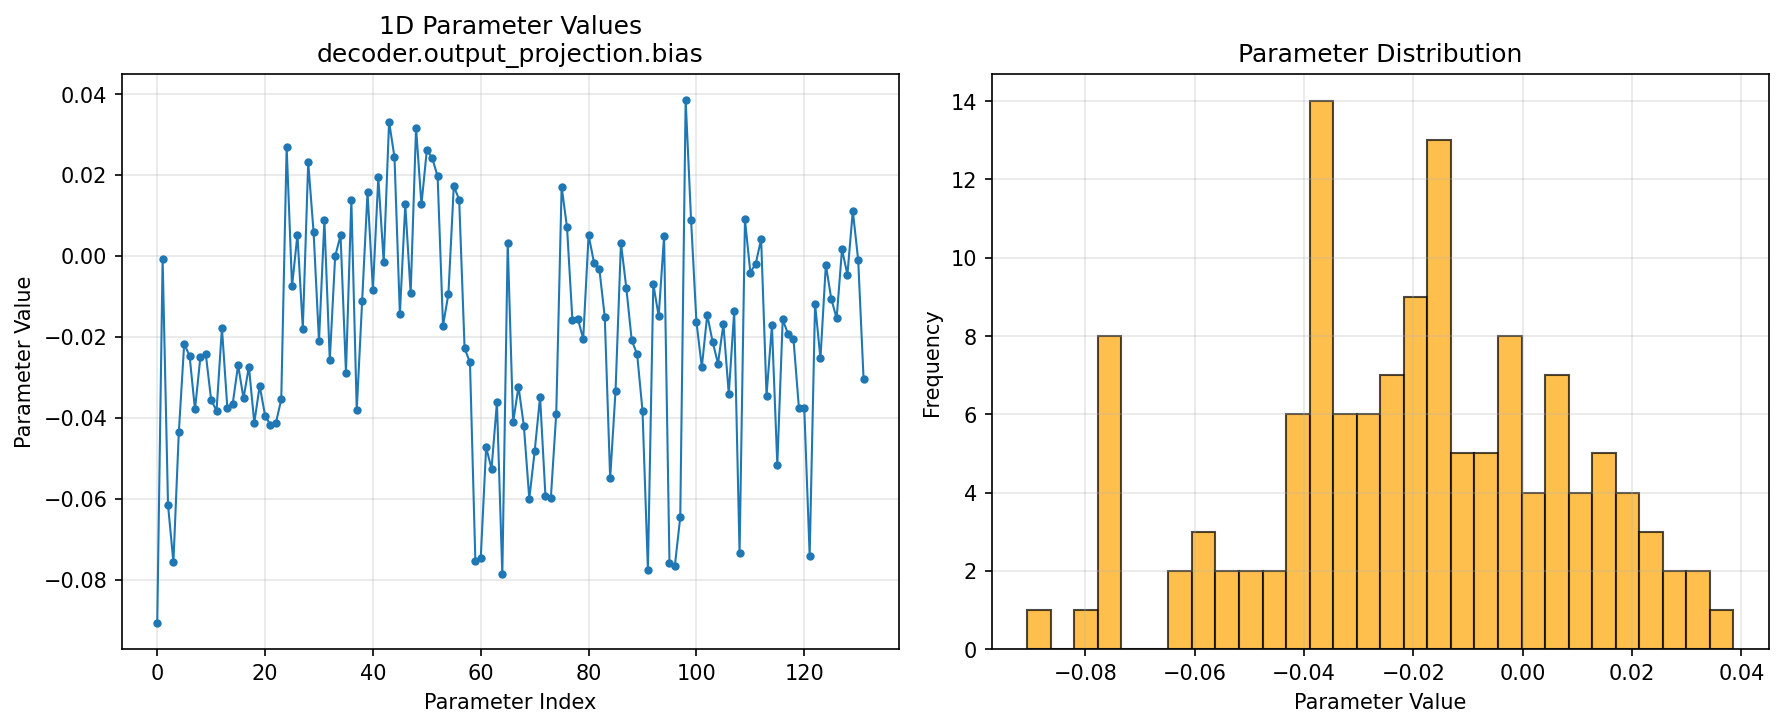 1D Parameter Values
decoder.output_projection.bias
0.04
0.02
0.00
−0.02
−0.04
−0.06
−0.08
Parameter Value
0 20 40 60 80 100 120
Parameter Index
Parameter Distribution
14
12
10
8
6
4
2
0
Frequency
−0.08 −0.06 −0.04 −0.02 0.00 0.02 0.04
Parameter Value